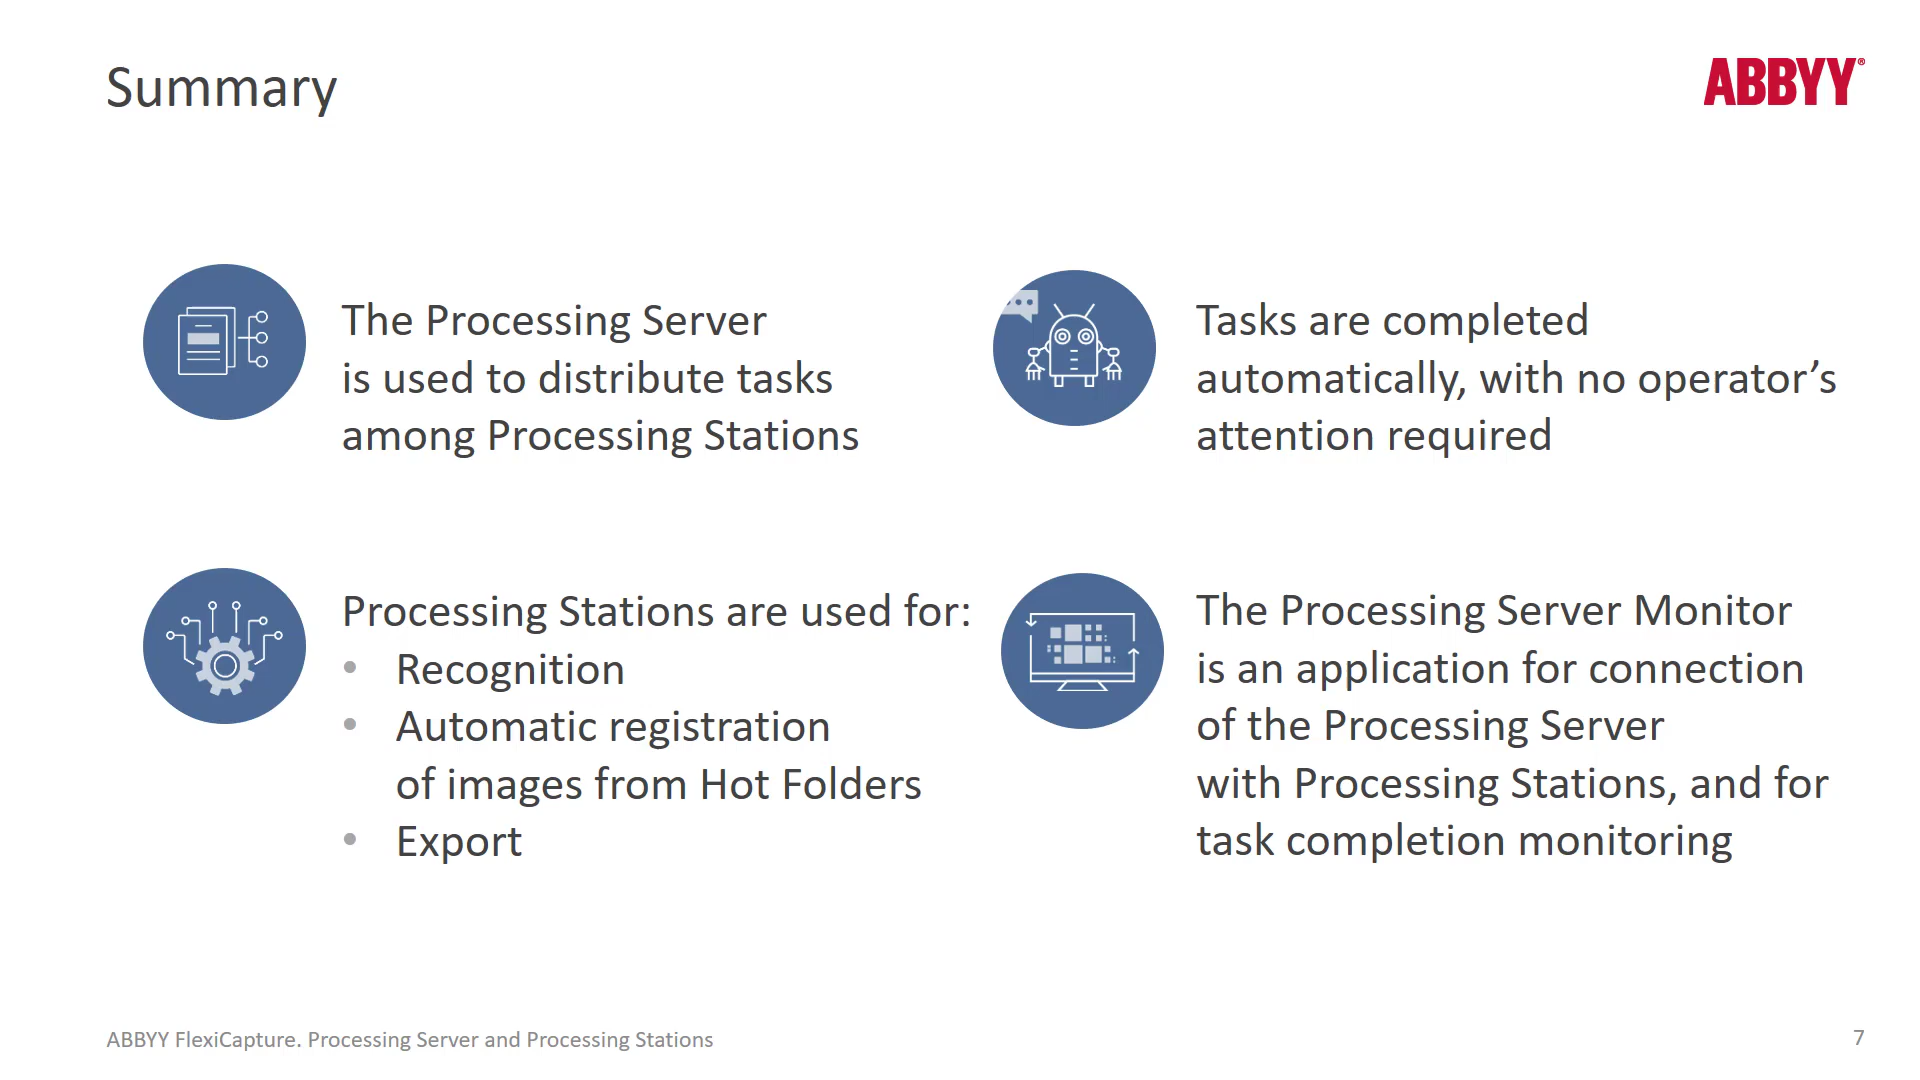 Summary
ABBYY®
The Processing Server
is used to distribute tasks
among Processing Stations
Tasks are completed
automatically, with no operator’s
attention required
Processing Stations are used for:
• Recognition
• Automatic registration
of images from Hot Folders
• Export
The Processing Server Monitor
is an application for connection
of the Processing Server
with Processing Stations, and for
task completion monitoring
ABBYY FlexiCapture. Processing Server and Processing Stations
7